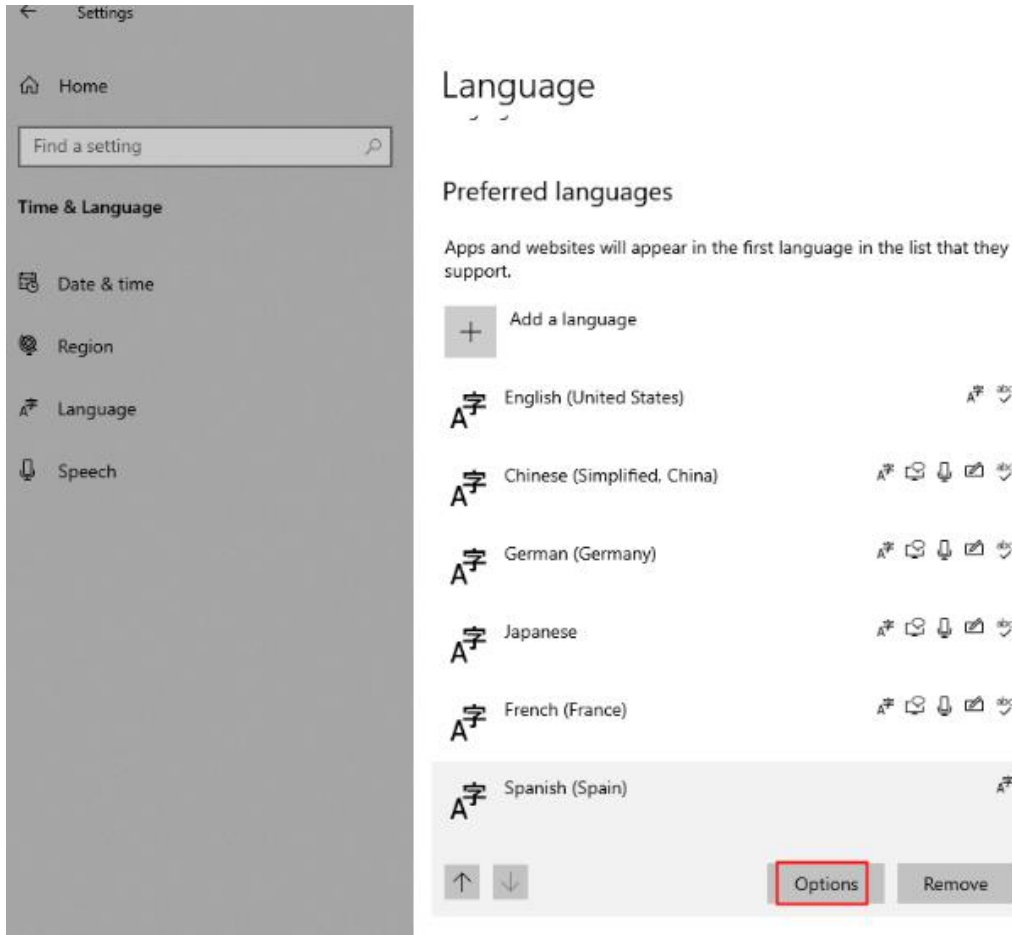 Settings
Home
Find a setting
Time & Language
Date & time
Region
Language
Speech
Language
Preferred languages
Apps and websites will appear in the first language in the list that they
support.
Add a language
English (United States)
Chinese (Simplified, China)
German (Germany)
Japanese
French (France)
Spanish (Spain)
Options
Remove